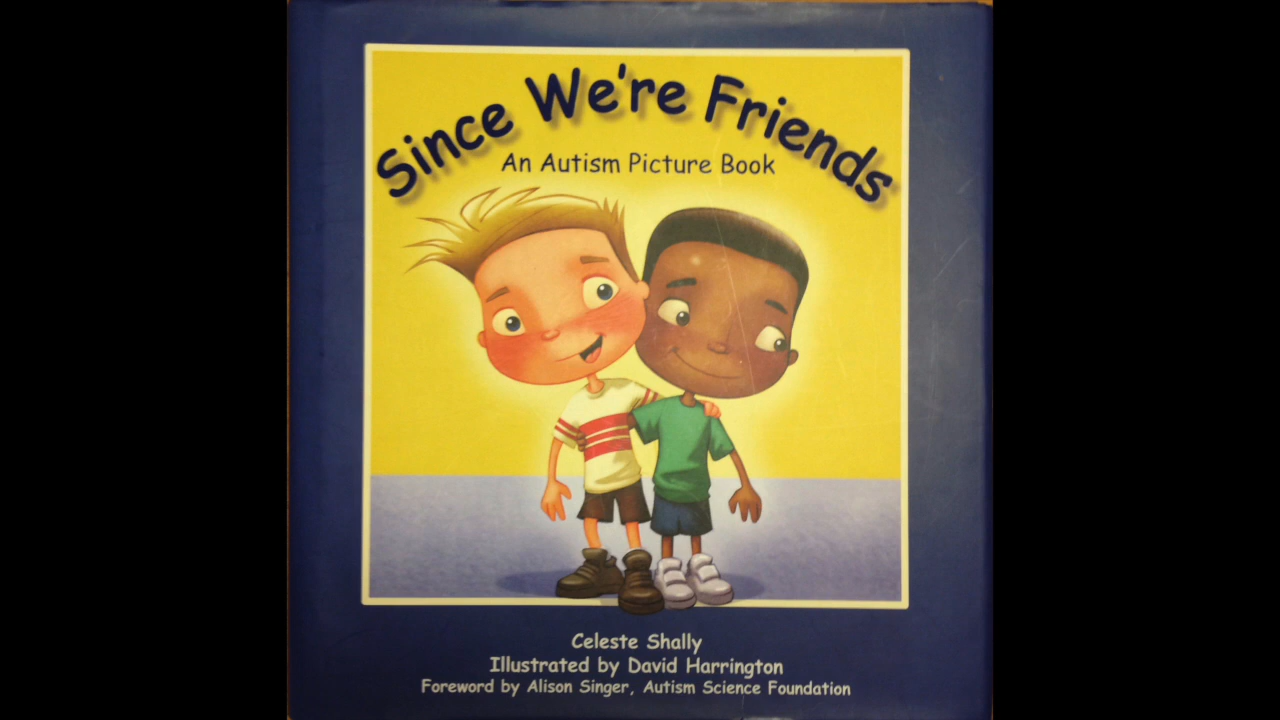 Since We're Friends
An Autism Picture Book
Celeste Shally
Illustrated by David Harrington
Foreword by Alison Singer, Autism Science Foundation